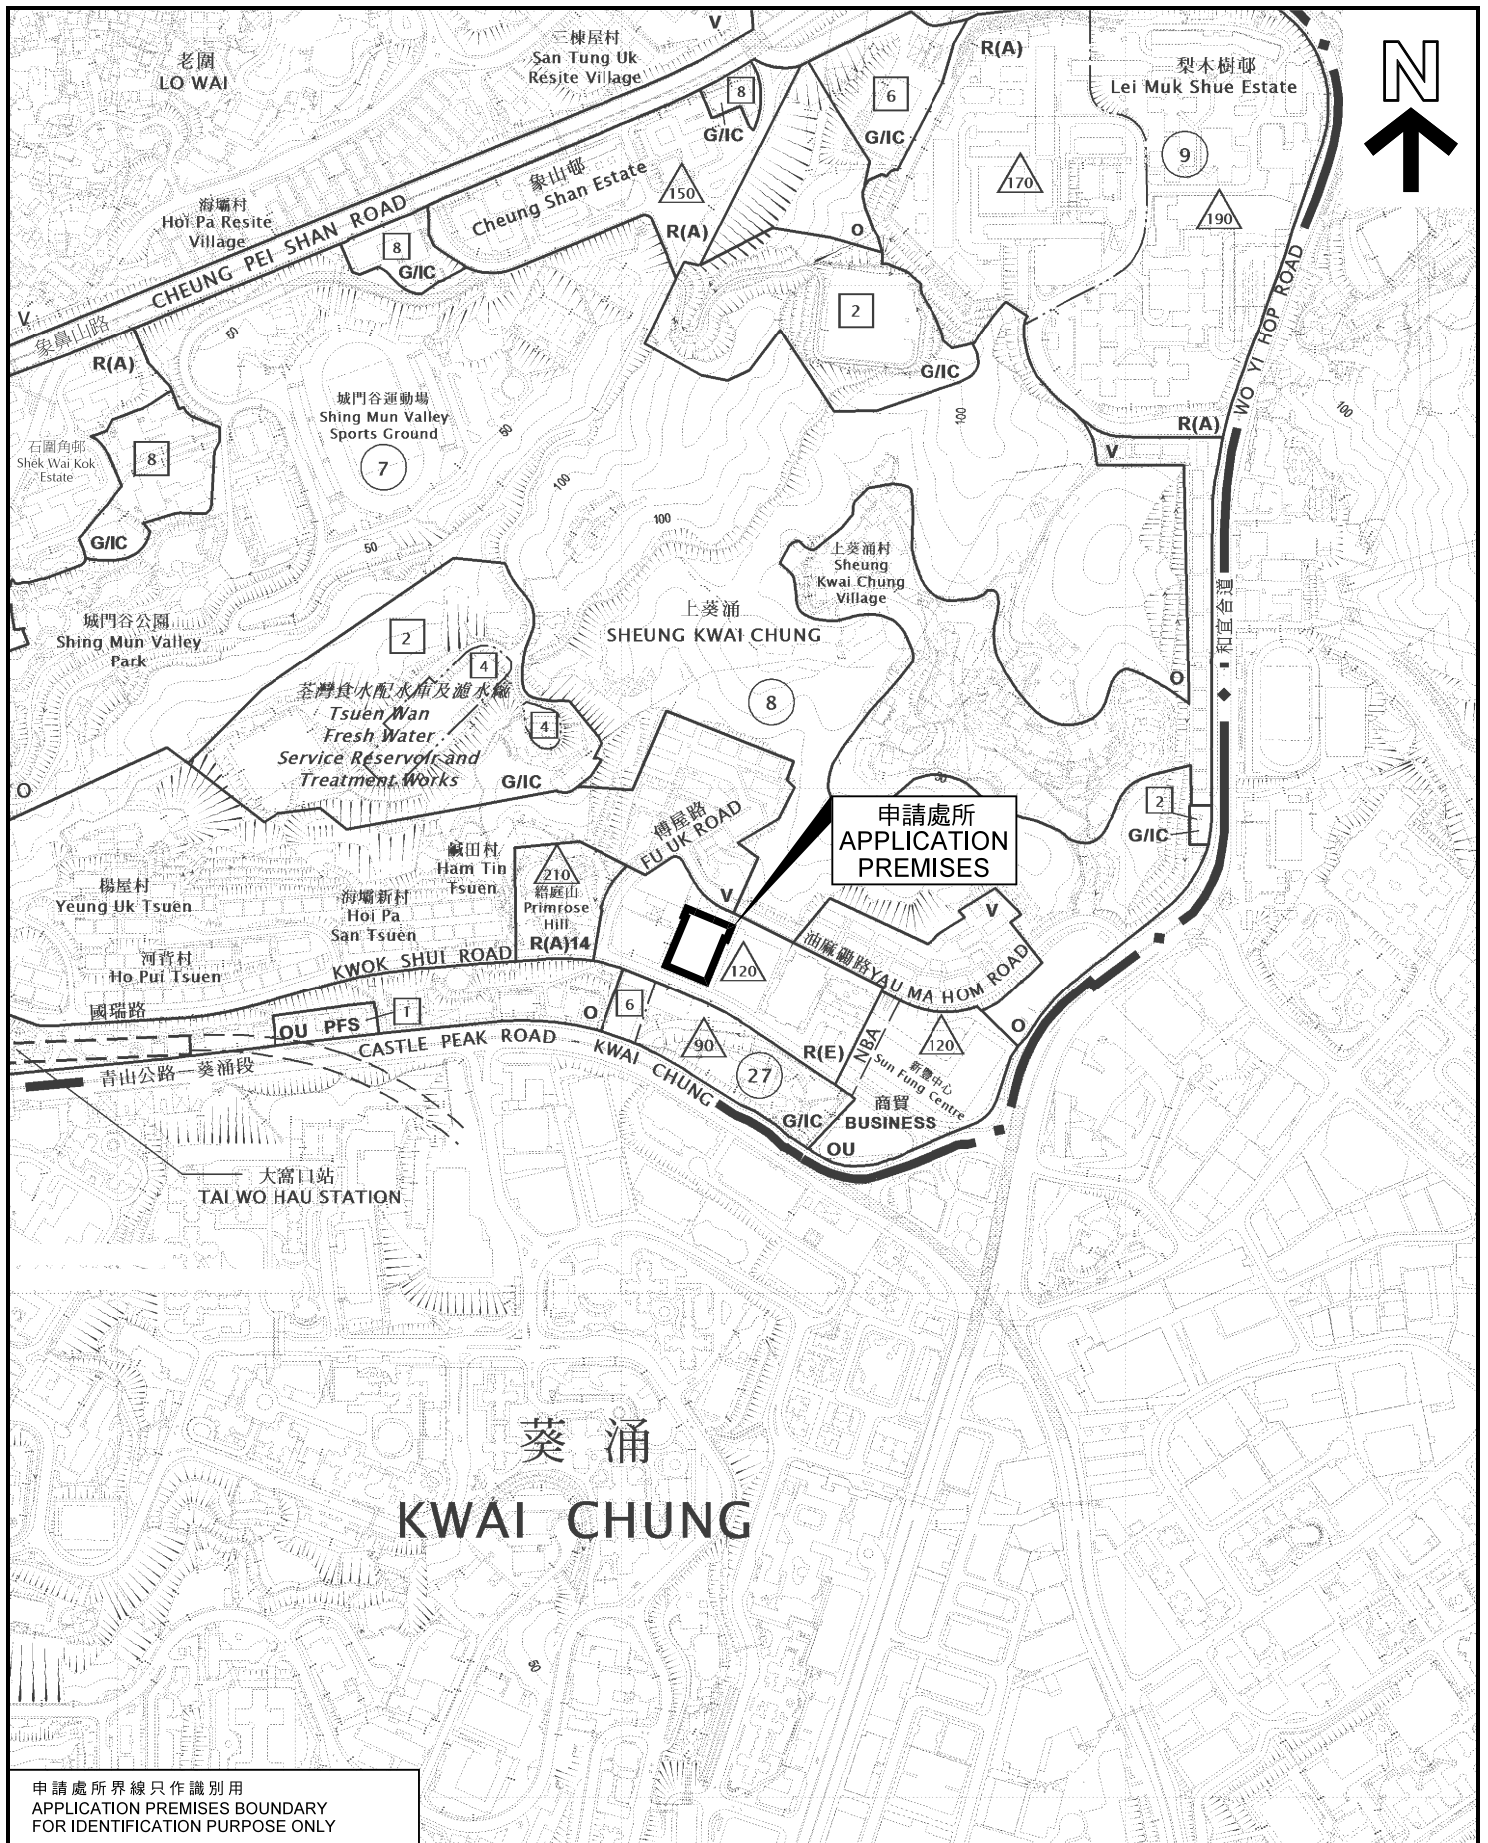 老圍
LO WAI
三棟屋村
San Tung Uk
Resite Village
V
R(A)
梨木樹邨
Lei Muk Shue Estate
N
8
G/IC
6
G/IC
9
象山邨
Cheung Shan Estate
150
170
190
海壩村
Hoi Pa Resite
Village
CHEUNG PEI SHAN ROAD
象鼻山路
V
8
G/IC
R(A)
O
2
G/IC
WO YI HOP ROAD
R(A)
50
城門谷運動場
Shing Mun Valley
Sports Ground
7
50
100
100
R(A)
V
石圍角邨
Shek Wai Kok
Estate
8
G/IC
50
100
100
上葵涌村
Sheung
Kwai Chung
Village
和宜合道
城門谷公園
Shing Mun Valley
Park
2
4
上葵涌
SHEUNG KWAI CHUNG
O
8
荃灣食水配水庫及濾水廠
Tsuen Wan
Fresh Water
Service Reservoir and
Treatment Works
4
G/IC
O
傅屋路
FU UK ROAD
申請處所
APPLICATION
PREMISES
2
G/IC
鹹田村
Ham Tin
Tsuen
210
縉庭山
Primrose
Hill
R(A)14
楊屋村
Yeung Uk Tsuen
海壩新村
Hoi Pa
San Tsuen
V
V
河背村
Ho Pui Tsuen
KWOK SHUI ROAD
國瑞路
120
油麻磡路 YAU MA HOM ROAD
OU PFS
1
O
6
90
R(E)
NBA
120
O
CASTLE PEAK ROAD - KWAI CHUNG
青山公路－葵涌段
27
新豐中心
Sun Fung Centre
商貿
BUSINESS
G/IC
OU
大窩口站
TAI WO HAU STATION
葵涌
KWAI CHUNG
50
申請處所界線只作識別用
APPLICATION PREMISES BOUNDARY
FOR IDENTIFICATION PURPOSE ONLY